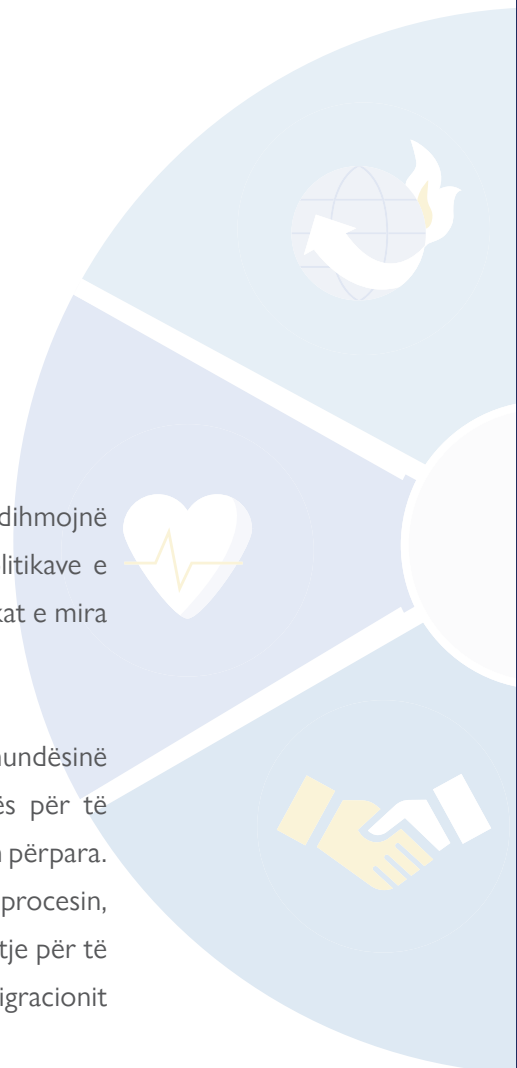 dihmojnë
litikave e
kat e mira
undësinë
ës për të
përpara.
procesin,
tje për të
igracionit